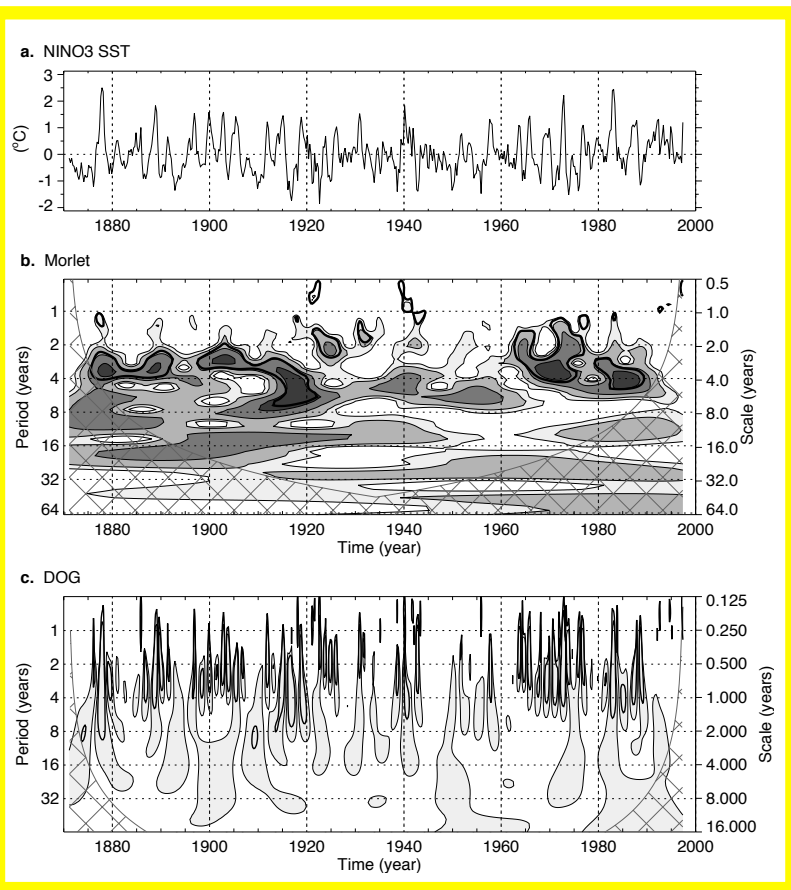 a. NINO3 SST
3
2
1
0
-1
-2
(°C)
1880 1900 1920 1940 1960 1980 2000
b. Morlet
1
2
4
8
16
32
64
Period (years)
0.5
1.0
2.0
4.0
8.0
16.0
32.0
64.0
Scale (years)
1880 1900 1920 1940 1960 1980 2000
Time (year)
c. DOG
1
2
4
8
16
32
Period (years)
0.125
0.250
0.500
1.000
2.000
4.000
8.000
16.000
Scale (years)
1880 1900 1920 1940 1960 1980 2000
Time (year)